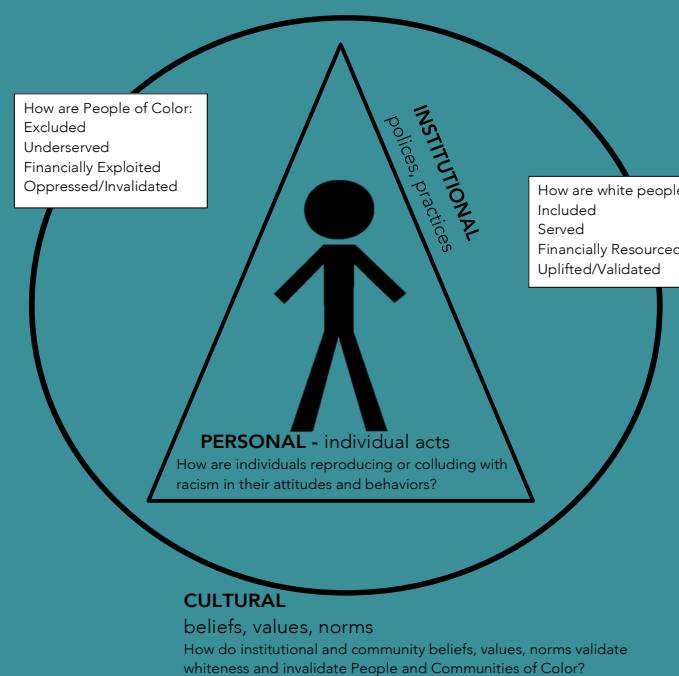 How are People of Color:
Excluded
Underserved
Financially Exploited
Oppressed/Invalidated
INSTITUTIONAL
polices, practices
How are white people
Included
Served
Financially Resourced
Uplifted/Validated
PERSONAL - individual acts
How are individuals reproducing or colluding with
racism in their attitudes and behaviors?
CULTURAL
beliefs, values, norms
How do institutional and community beliefs, values, norms validate
whiteness and invalidate People and Communities of Color?